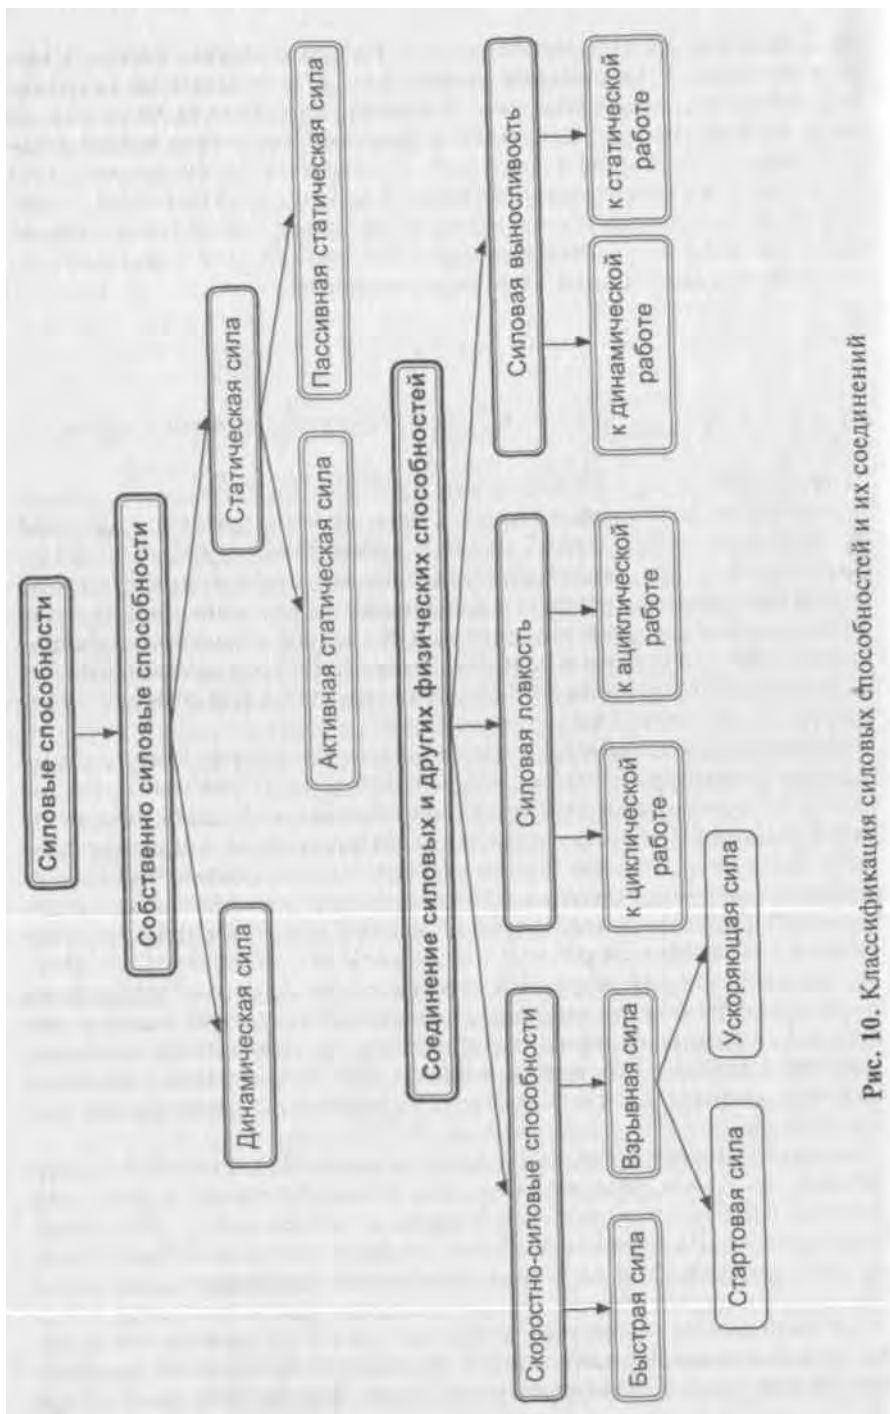 Силовые способности
Собственно силовые способности
Динамическая сила
Статическая сила
Активная статическая сила
Пассивная статическая сила
Соединение силовых и других физических способностей
Скоростно-силовые способности
Силовая ловкость
Силовая выносливость
Быстрая сила
Взрывная сила
к циклической
работе
к ациклической
работе
к динамической
работе
к статической
работе
Стартовая сила
Ускоряющая сила
Рис. 10. Классификация силовых способностей и их соединений